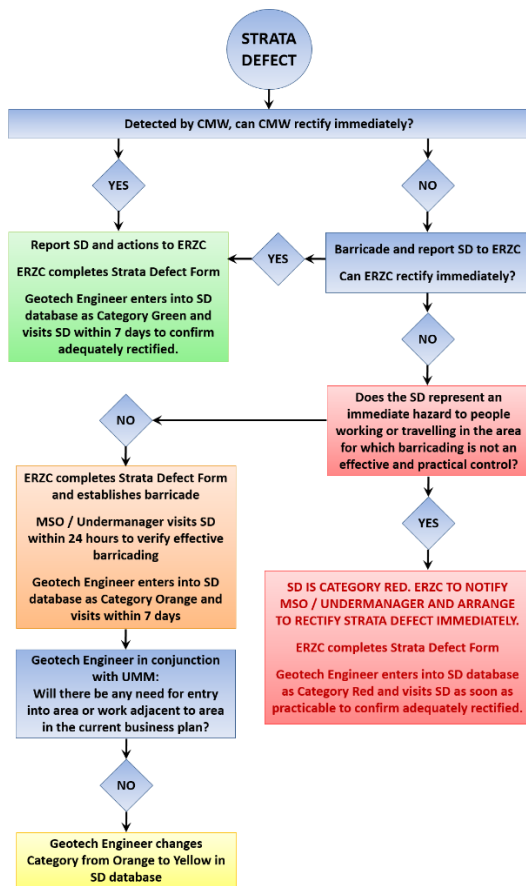 STRATA
DEFECT
Detected by CMW, can CMW rectify immediately?
YES
NO
Report SD and actions to ERZC
ERZC completes Strata Defect Form
Geotech Engineer enters into SD
database as Category Green and
visits SD within 7 days to confirm
adequately rectified.
YES
Barricade and report SD to ERZC
Can ERZC rectify immediately?
NO
Does the SD represent an
immediate hazard to people
working or travelling in the area
for which barricading is not an
effective and practical control?
NO
YES
ERZC completes Strata Defect Form
and establishes barricade
MSO / Undermanager visits SD
within 24 hours to verify effective
barricading
Geotech Engineer enters into SD
database as Category Orange and
visits within 7 days
SD IS CATEGORY RED. ERZC TO NOTIFY
MSO / UNDERMANAGER AND ARRANGE
TO RECTIFY STRATA DEFECT IMMEDIATELY.
ERZC completes Strata Defect Form
Geotech Engineer enters into SD database
as Category Red and visits SD as soon as
practicable to confirm adequately rectified.
Geotech Engineer in conjunction
with UMM:
Will there be any need for entry
into area or work adjacent to area
in the current business plan?
NO
Geotech Engineer changes
Category from Orange to Yellow in
SD database